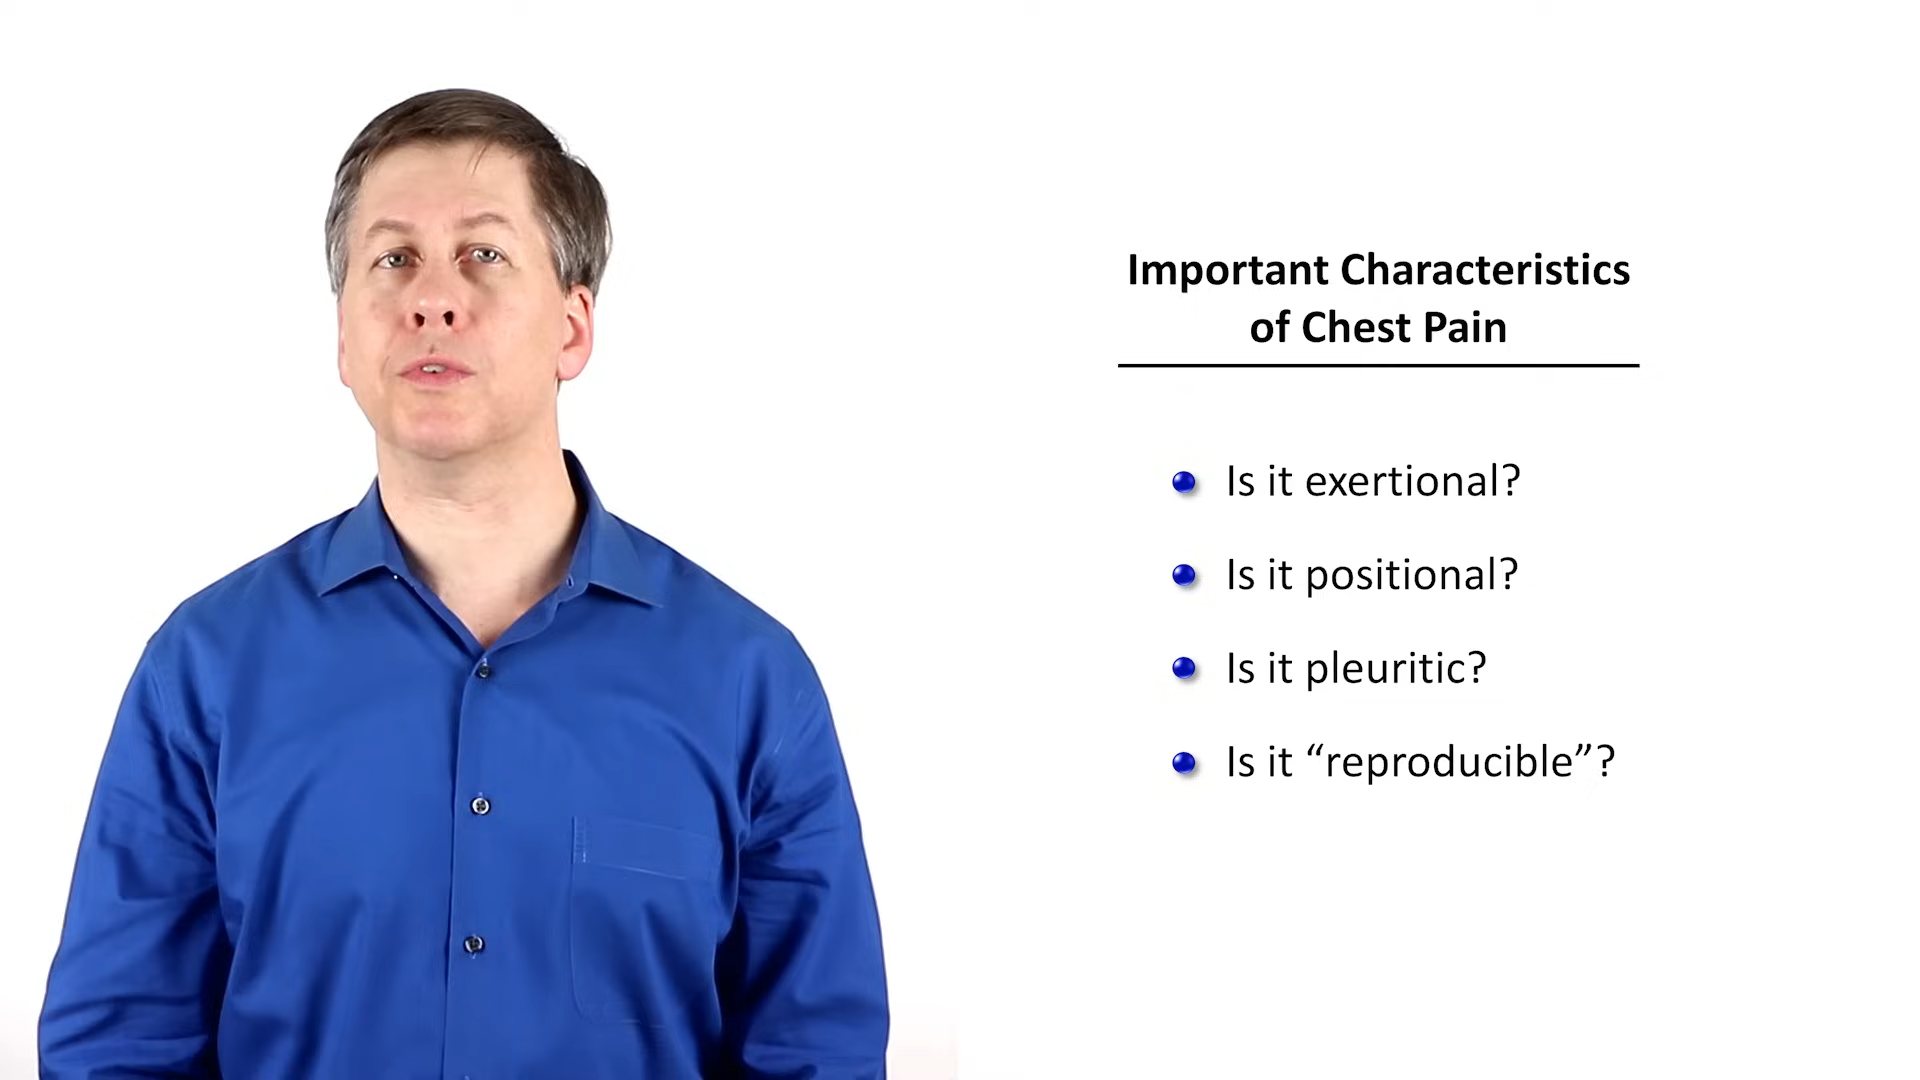 Important Characteristics
of Chest Pain
Is it exertional?
Is it positional?
Is it pleuritic?
Is it “reproducible”?